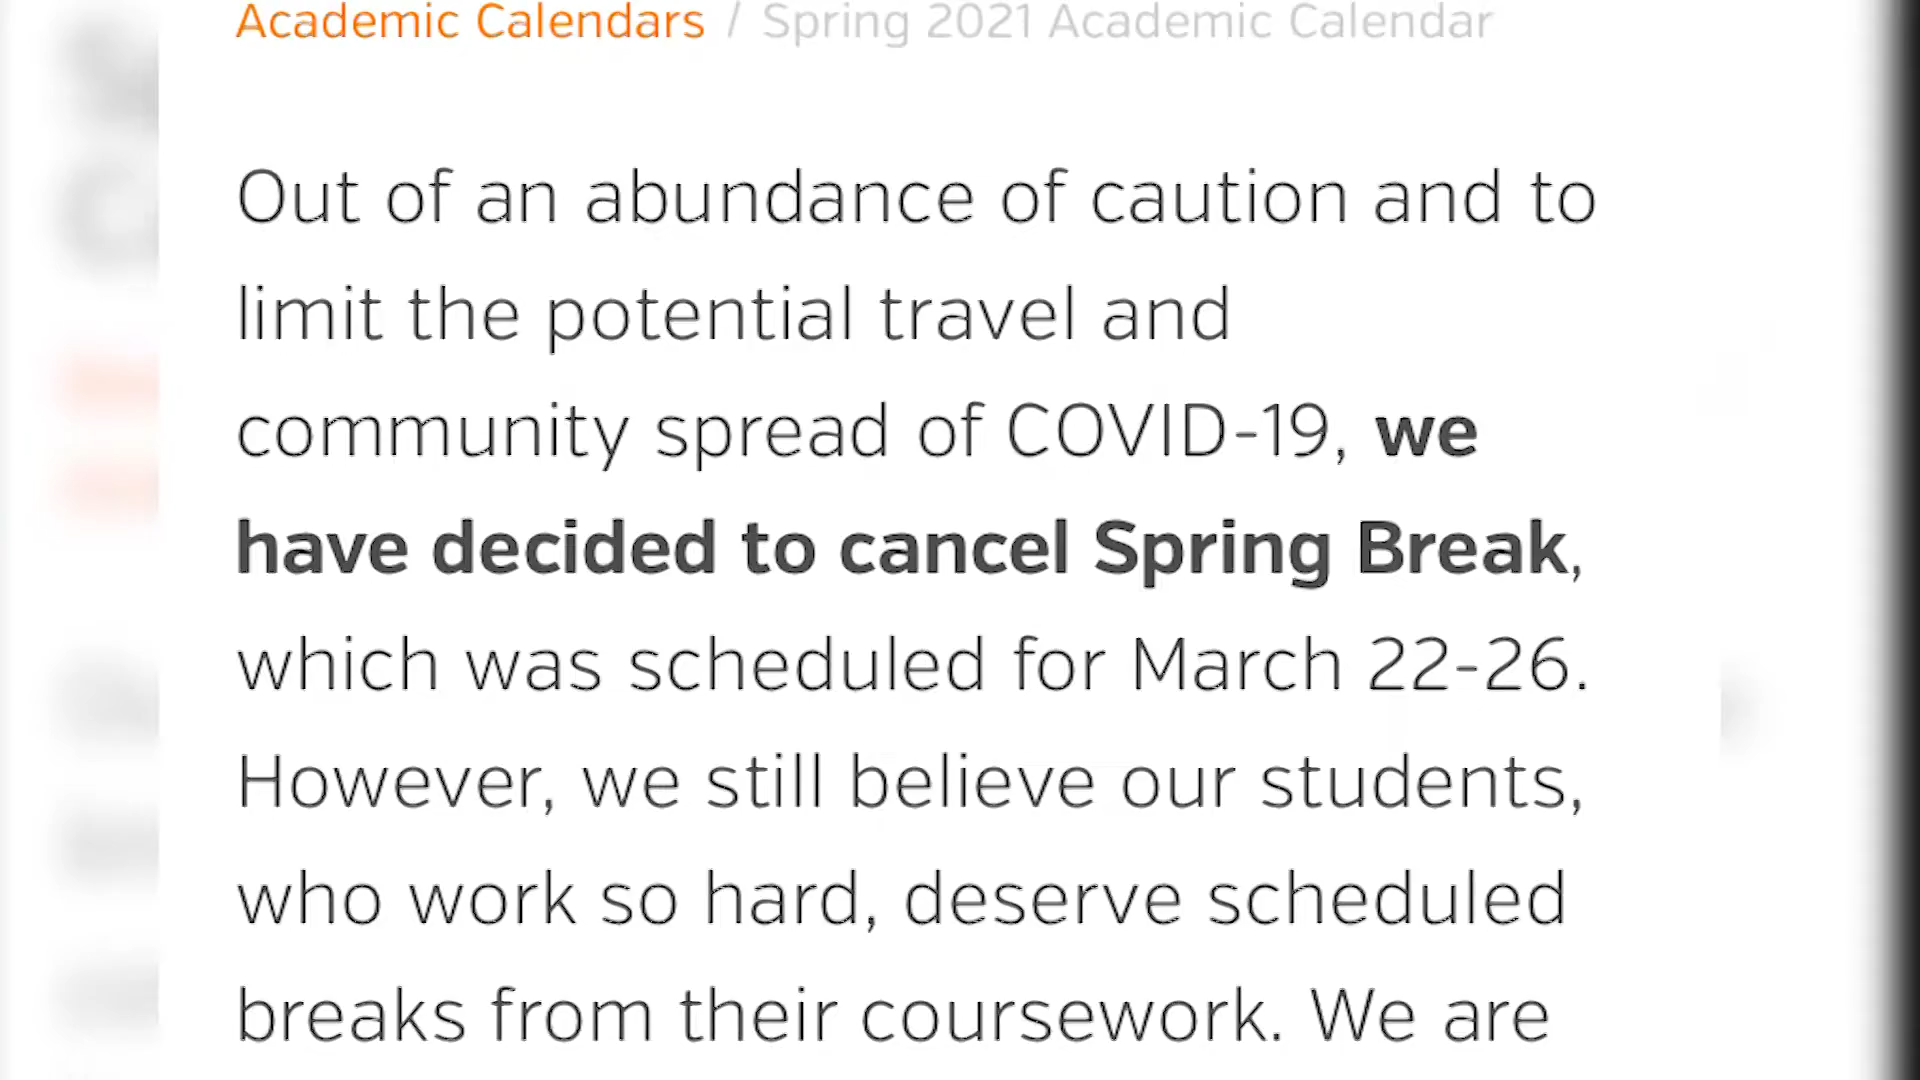 Academic Calendars / Spring 2021 Academic Calendar
Out of an abundance of caution and to
limit the potential travel and
community spread of COVID-19, we
have decided to cancel Spring Break,
which was scheduled for March 22-26.
However, we still believe our students,
who work so hard, deserve scheduled
breaks from their coursework. We are